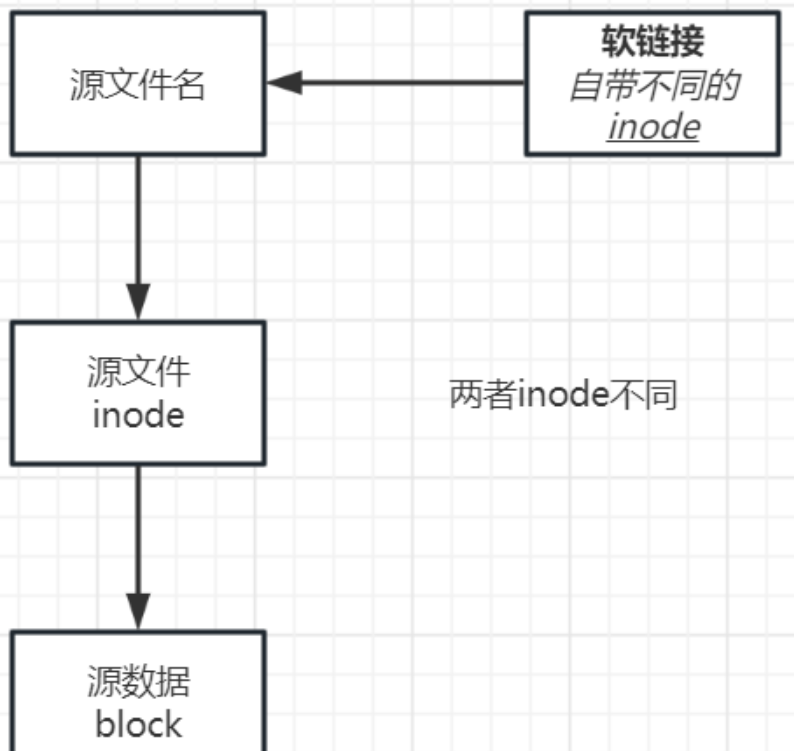 源文件名
软链接
自带不同的
inode
源文件
inode
两者inode不同
源数据
block